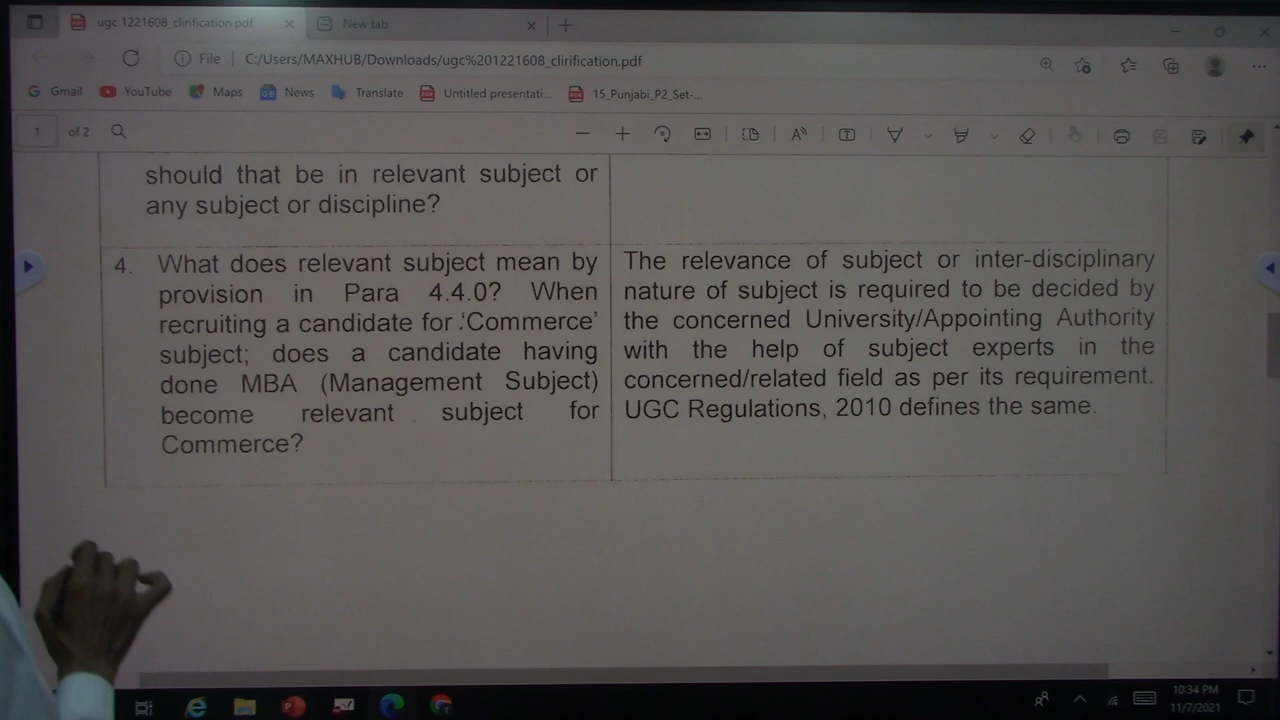 ugc 1221608_clirification.pdf
New tab
File
C:/Users/MAXHUB/Downloads/ugc%201221608_clirification.pdf
Gmail
YouTube
Maps
News
Translate
Untitled presentati...
15_Punjabi_P2_Set-...
1 of 2
should that be in relevant subject or
any subject or discipline?
4. What does relevant subject mean by
provision in Para 4.4.0? When
recruiting a candidate for 'Commerce'
subject; does a candidate having
done MBA (Management Subject)
become relevant subject for
Commerce?
The relevance of subject or inter-disciplinary
nature of subject is required to be decided by
the concerned University/Appointing Authority
with the help of subject experts in the
concerned/related field as per its requirement.
UGC Regulations, 2010 defines the same.
10:34 PM
11/7/2021